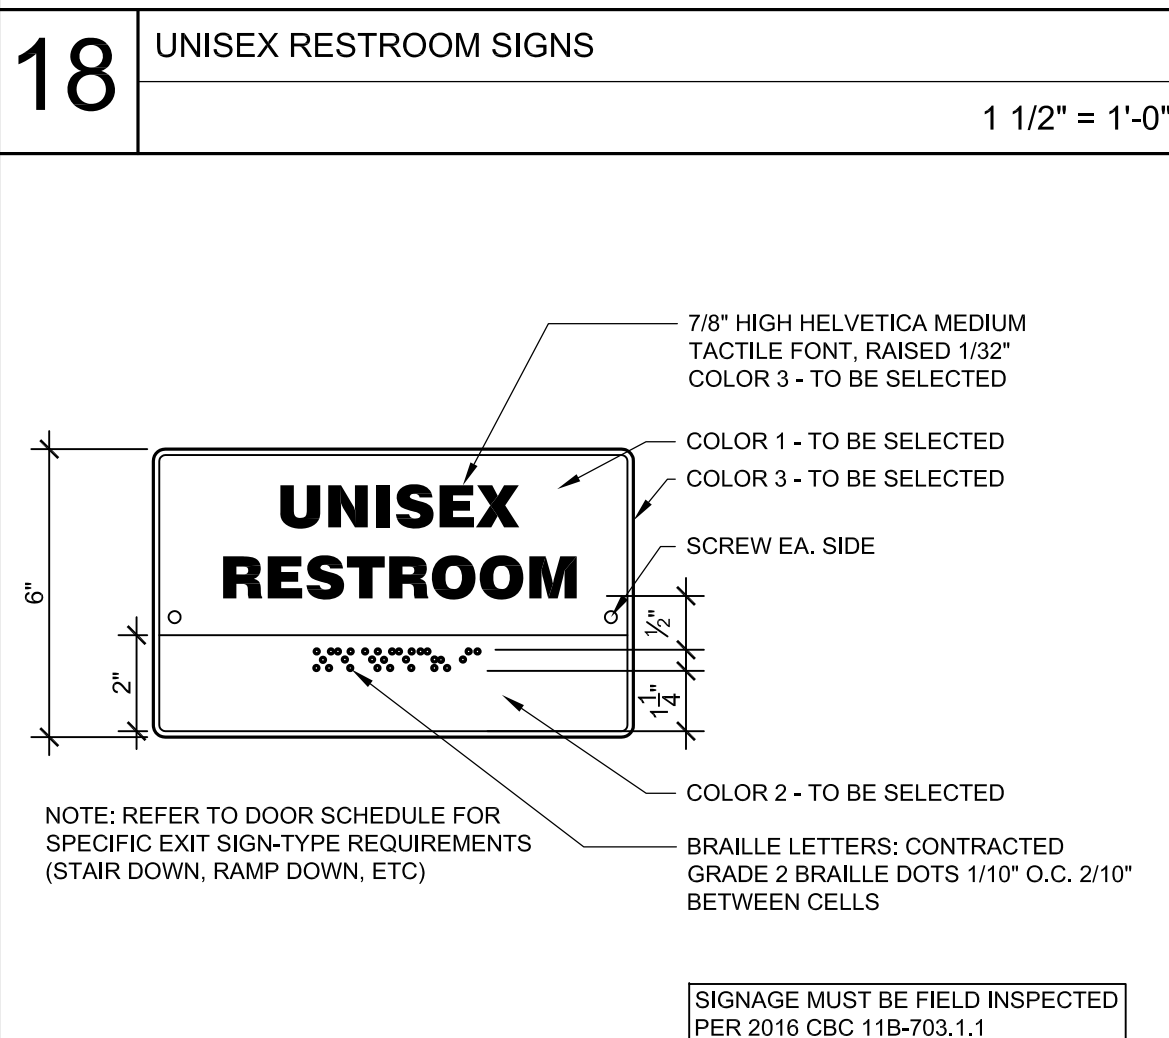 18
UNISEX RESTROOM SIGNS
1 1/2" = 1'-0"
7/8" HIGH HELVETICA MEDIUM
TACTILE FONT, RAISED 1/32"
COLOR 3 - TO BE SELECTED
COLOR 1 - TO BE SELECTED
COLOR 3 - TO BE SELECTED
UNISEX
RESTROOM
SCREW EA. SIDE
6"
½"
2"
1 1/4"
COLOR 2 - TO BE SELECTED
NOTE: REFER TO DOOR SCHEDULE FOR
SPECIFIC EXIT SIGN-TYPE REQUIREMENTS
(STAIR DOWN, RAMP DOWN, ETC)
BRAILLE LETTERS: CONTRACTED
GRADE 2 BRAILLE DOTS 1/10" O.C. 2/10"
BETWEEN CELLS
SIGNAGE MUST BE FIELD INSPECTED
PER 2016 CBC 11B-703.1.1